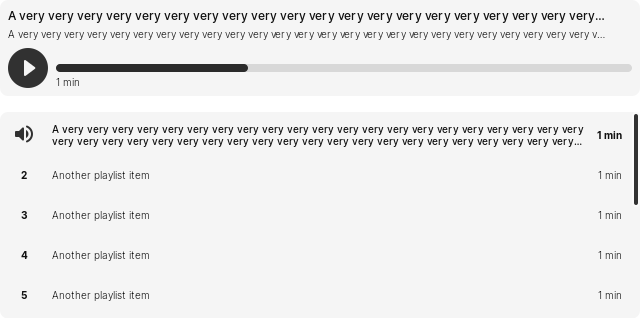 A very very very very very very very very very very very very very very very very very very very very...
A very very very very very very very very very very very very very very very very very very very very very very very very very v...
1 min
A very very very very very very very very very very very very very very very very very very very very very
very very very very very very very very very very very very very very very very very very very very very...
1 min
2 Another playlist item 1 min
3 Another playlist item 1 min
4 Another playlist item 1 min
5 Another playlist item 1 min